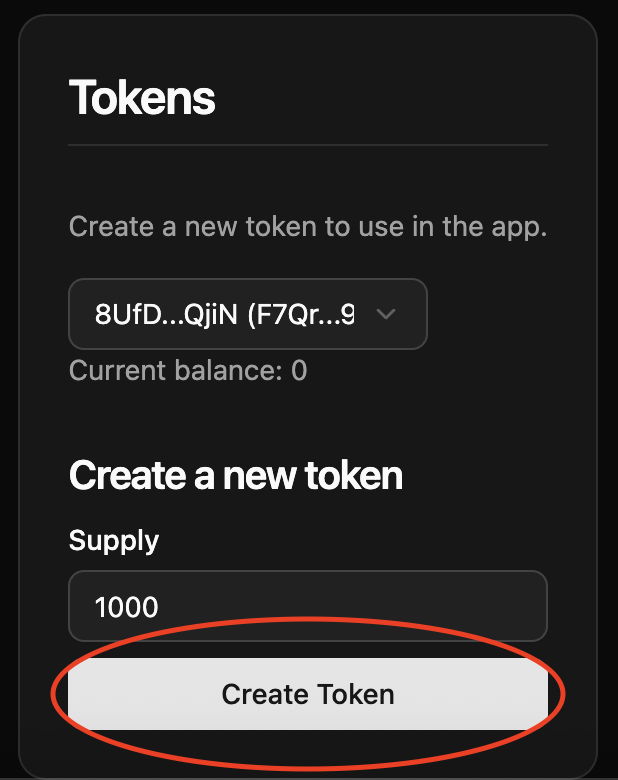 Tokens
Create a new token to use in the app.
8UfD...QjiN (F7Qr...9
Current balance: 0
Create a new token
Supply
1000
Create Token